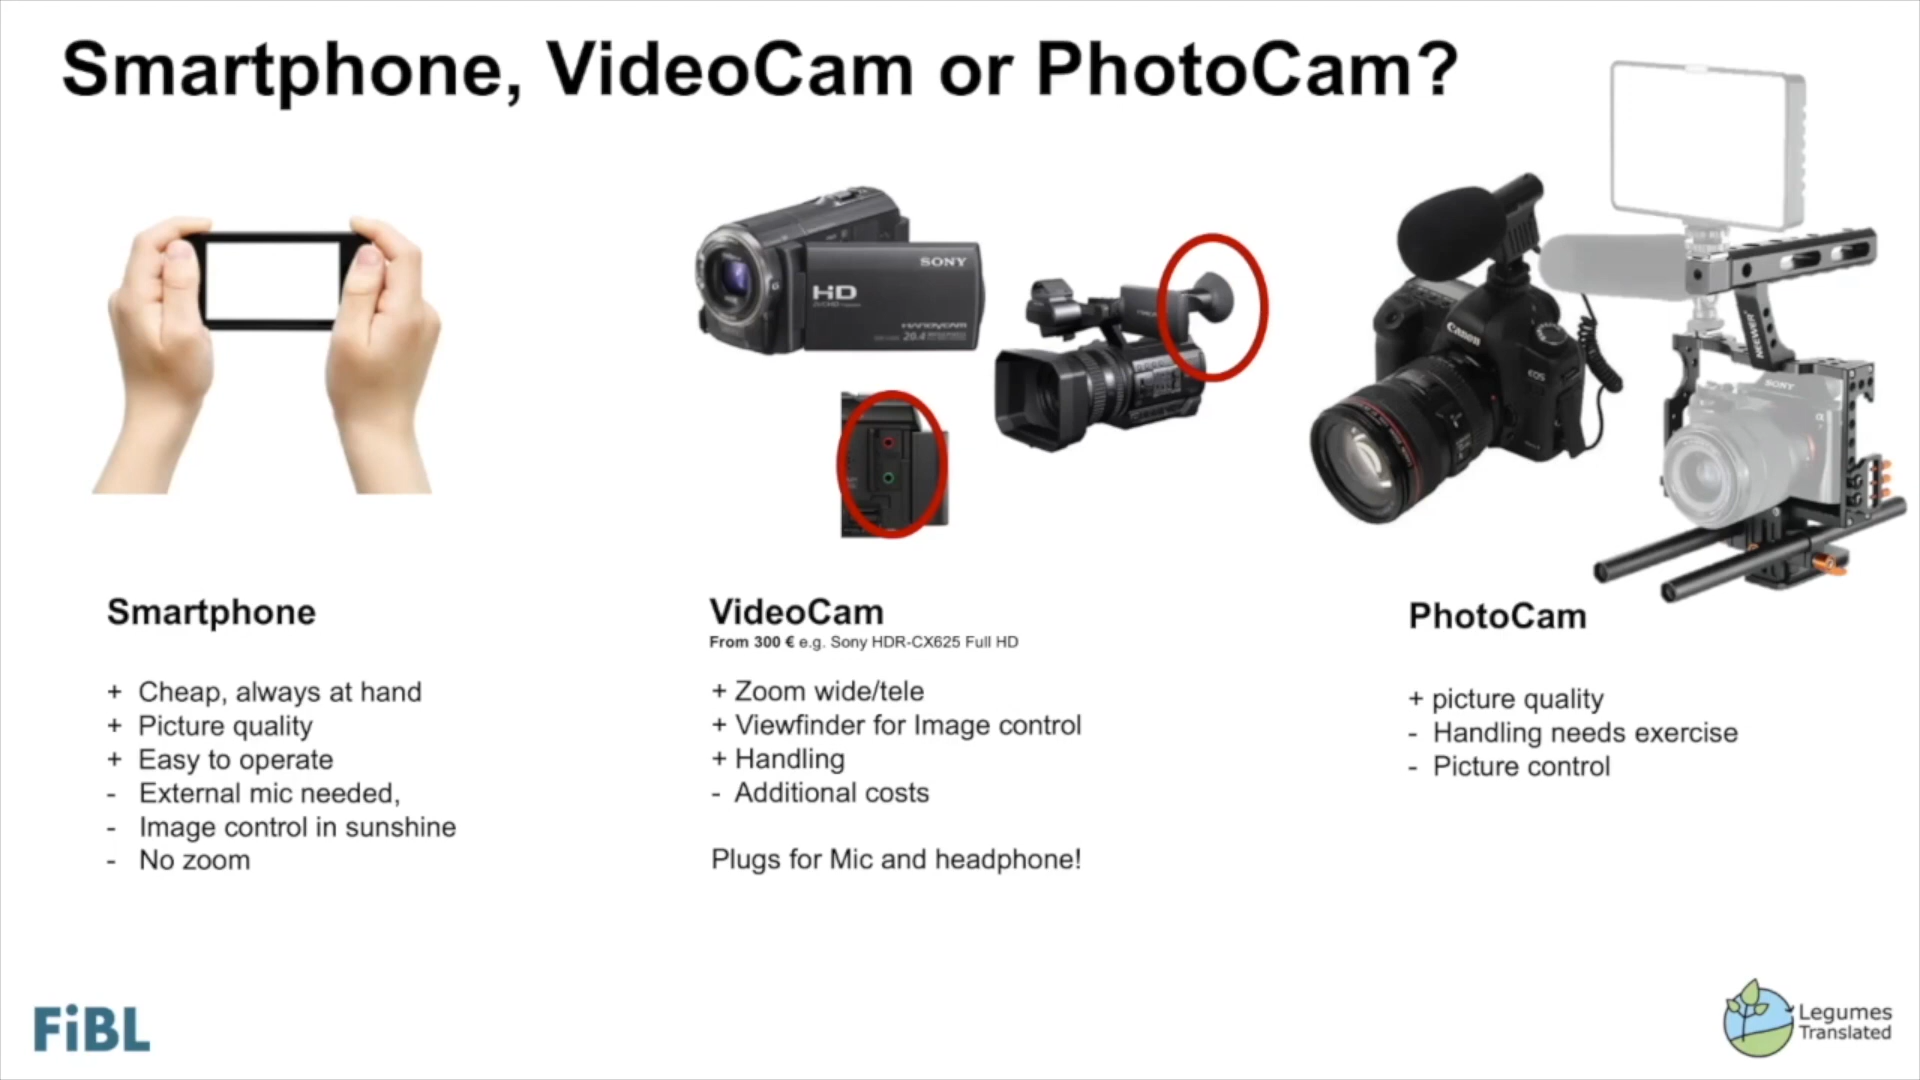 Smartphone, VideoCam or PhotoCam?
SONY
HD
HANDYCAM
20.4
Canon
EOS
NEEWER
SONY
α
Smartphone
+ Cheap, always at hand
+ Picture quality
+ Easy to operate
- External mic needed,
- Image control in sunshine
- No zoom
VideoCam
From 300 € e.g. Sony HDR-CX625 Full HD
+ Zoom wide/tele
+ Viewfinder for Image control
+ Handling
- Additional costs
Plugs for Mic and headphone!
PhotoCam
+ picture quality
- Handling needs exercise
- Picture control
FiBL
Legumes
Translated